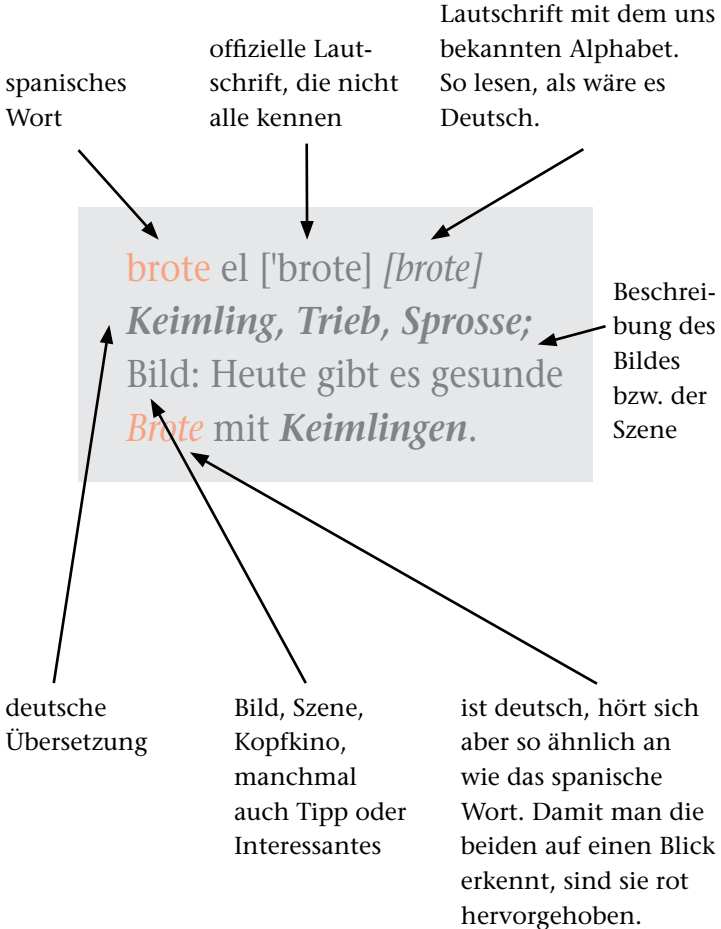 spanisches
Wort
offizielle Laut-
schrift, die nicht
alle kennen
Lautschrift mit dem uns
bekannten Alphabet.
So lesen, als wäre es
Deutsch.
brote el ['brote] [brote]
Keimling, Trieb, Sprosse;
Bild: Heute gibt es gesunde
Brote mit Keimlingen.
Beschrei-
bung des
Bildes
bzw. der
Szene
deutsche
Übersetzung
Bild, Szene,
Kopfkino,
manchmal
auch Tipp oder
Interessantes
ist deutsch, hört sich
aber so ähnlich an
wie das spanische
Wort. Damit man die
beiden auf einen Blick
erkennt, sind sie rot
hervorgehoben.